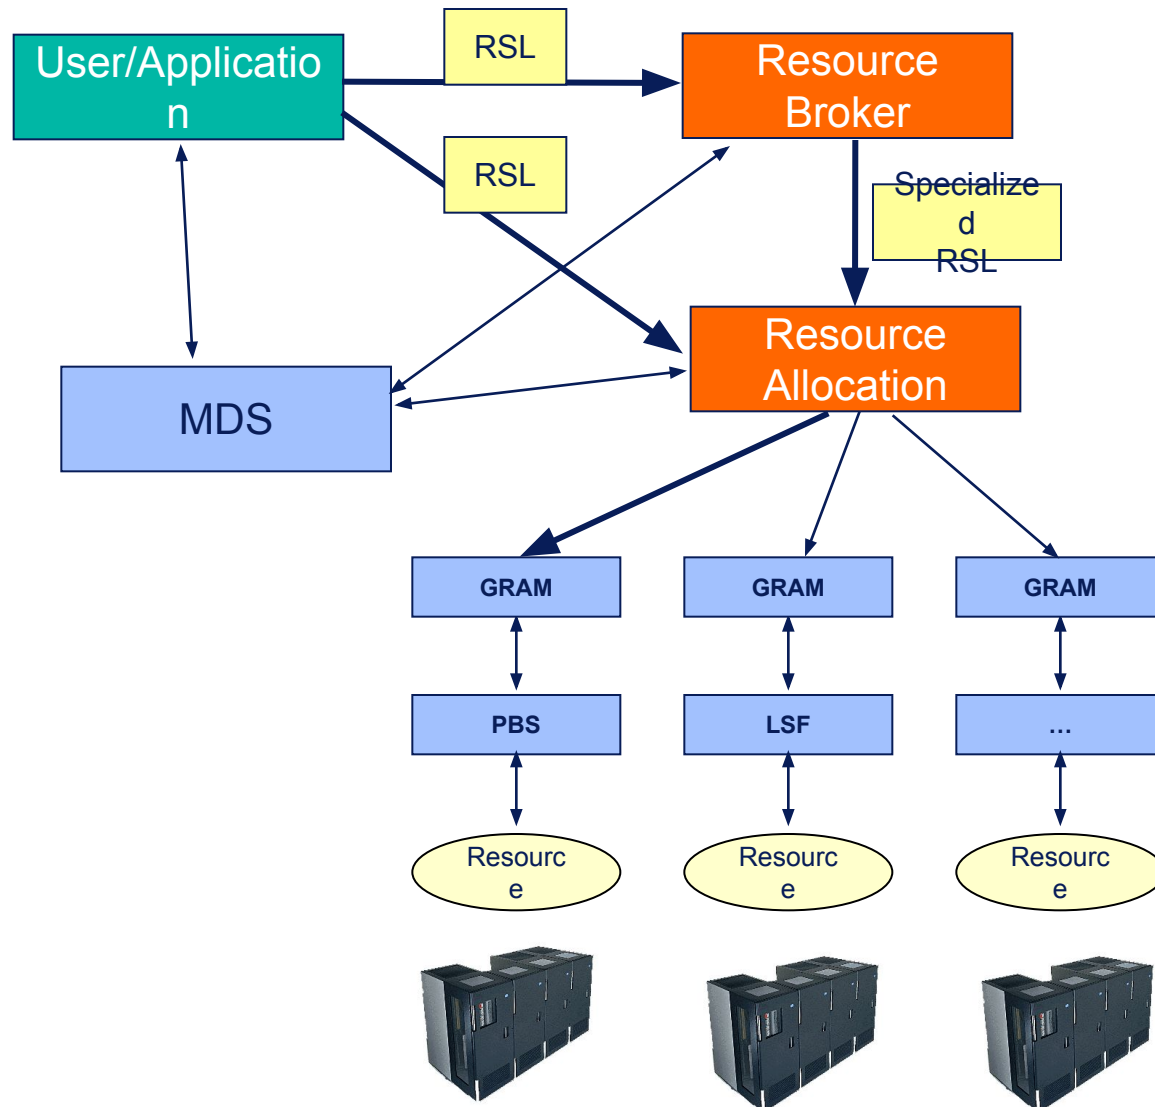 User/Applicatio
n
RSL
Resource
Broker
RSL
Specialize
d
RSL
Resource
Allocation
MDS
GRAM
GRAM
GRAM
PBS
LSF
…
Resourc
e
Resourc
e
Resourc
e